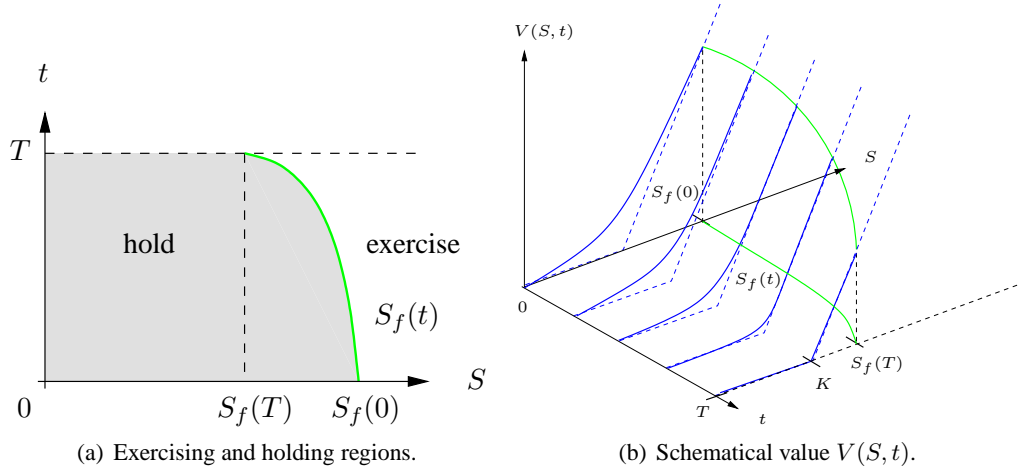 t
T
hold
exercise
S_f(t)
0
S_f(T)
S_f(0)
S
(a) Exercising and holding regions.
V(S, t)
S
S_f(0)
S_f(t)
0
S_f(T)
K
T
t
(b) Schematical value V(S, t).